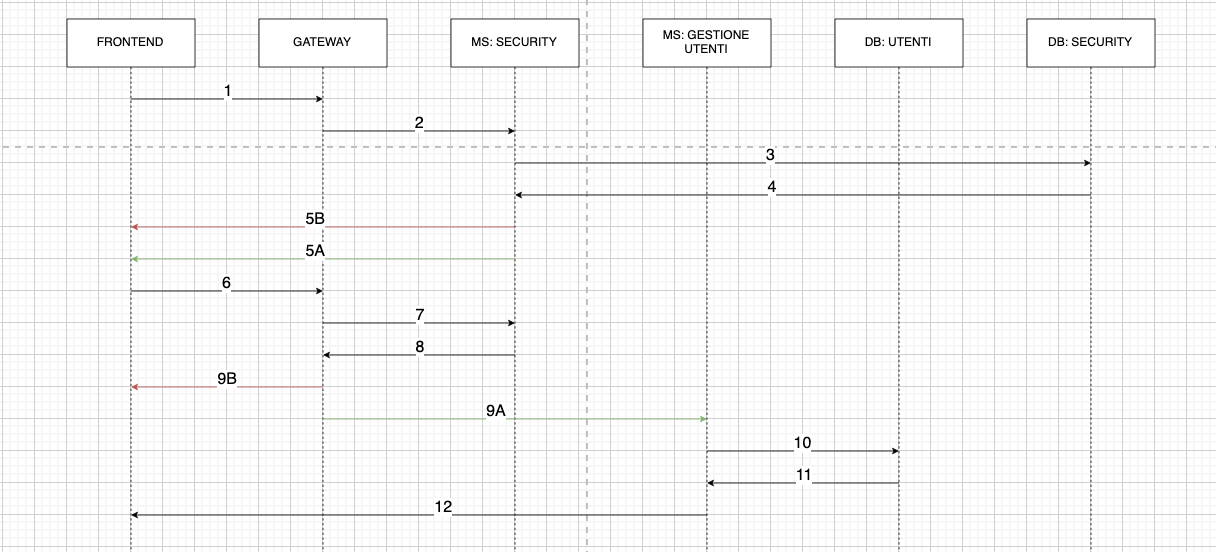 FRONTEND
GATEWAY
MS: SECURITY
MS: GESTIONE
UTENTI
DB: UTENTI
DB: SECURITY
1
2
3
4
5B
5A
6
7
8
9B
9A
10
11
12